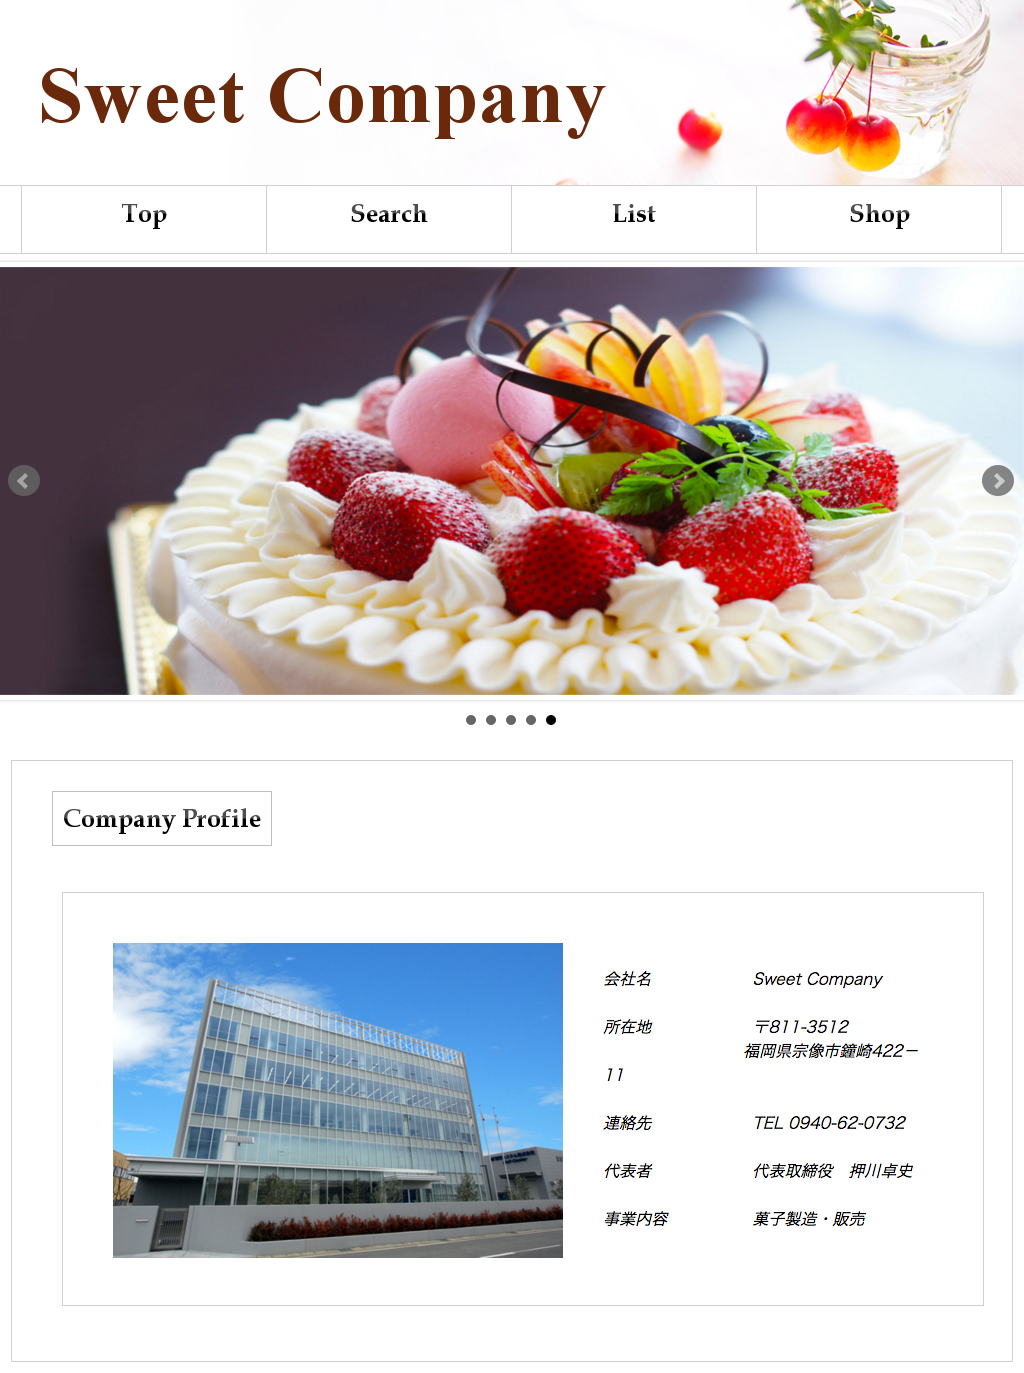 Sweet Company
Top Search List Shop
Company Profile
会社名 Sweet Company
所在地 〒811-3512
福岡県宗像市鐘崎422－
11
連絡先 TEL 0940-62-0732
代表者 代表取締役　押川卓史
事業内容 菓子製造・販売